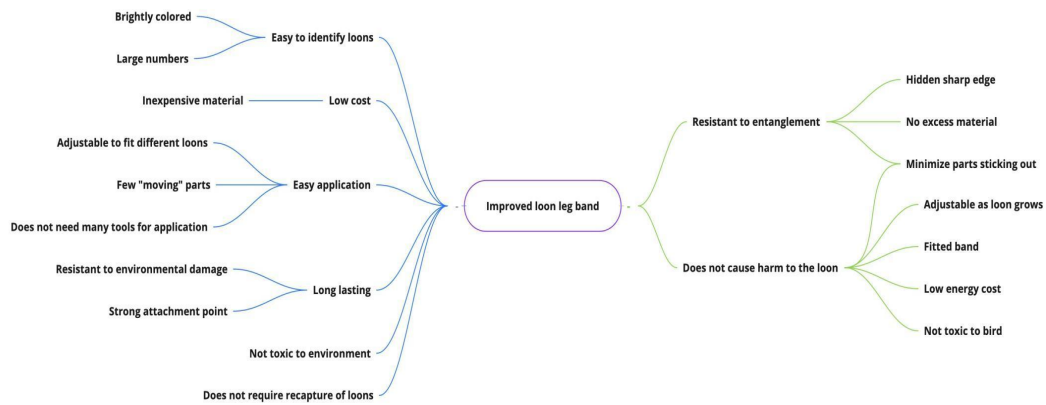 Brightly colored
Large numbers
Easy to identify loons
Inexpensive material
Low cost
Adjustable to fit different loons
Few "moving" parts
Does not need many tools for application
Easy application
Resistant to environmental damage
Strong attachment point
Long lasting
Not toxic to environment
Does not require recapture of loons
Improved loon leg band
Resistant to entanglement
Hidden sharp edge
No excess material
Minimize parts sticking out
Does not cause harm to the loon
Adjustable as loon grows
Fitted band
Low energy cost
Not toxic to bird